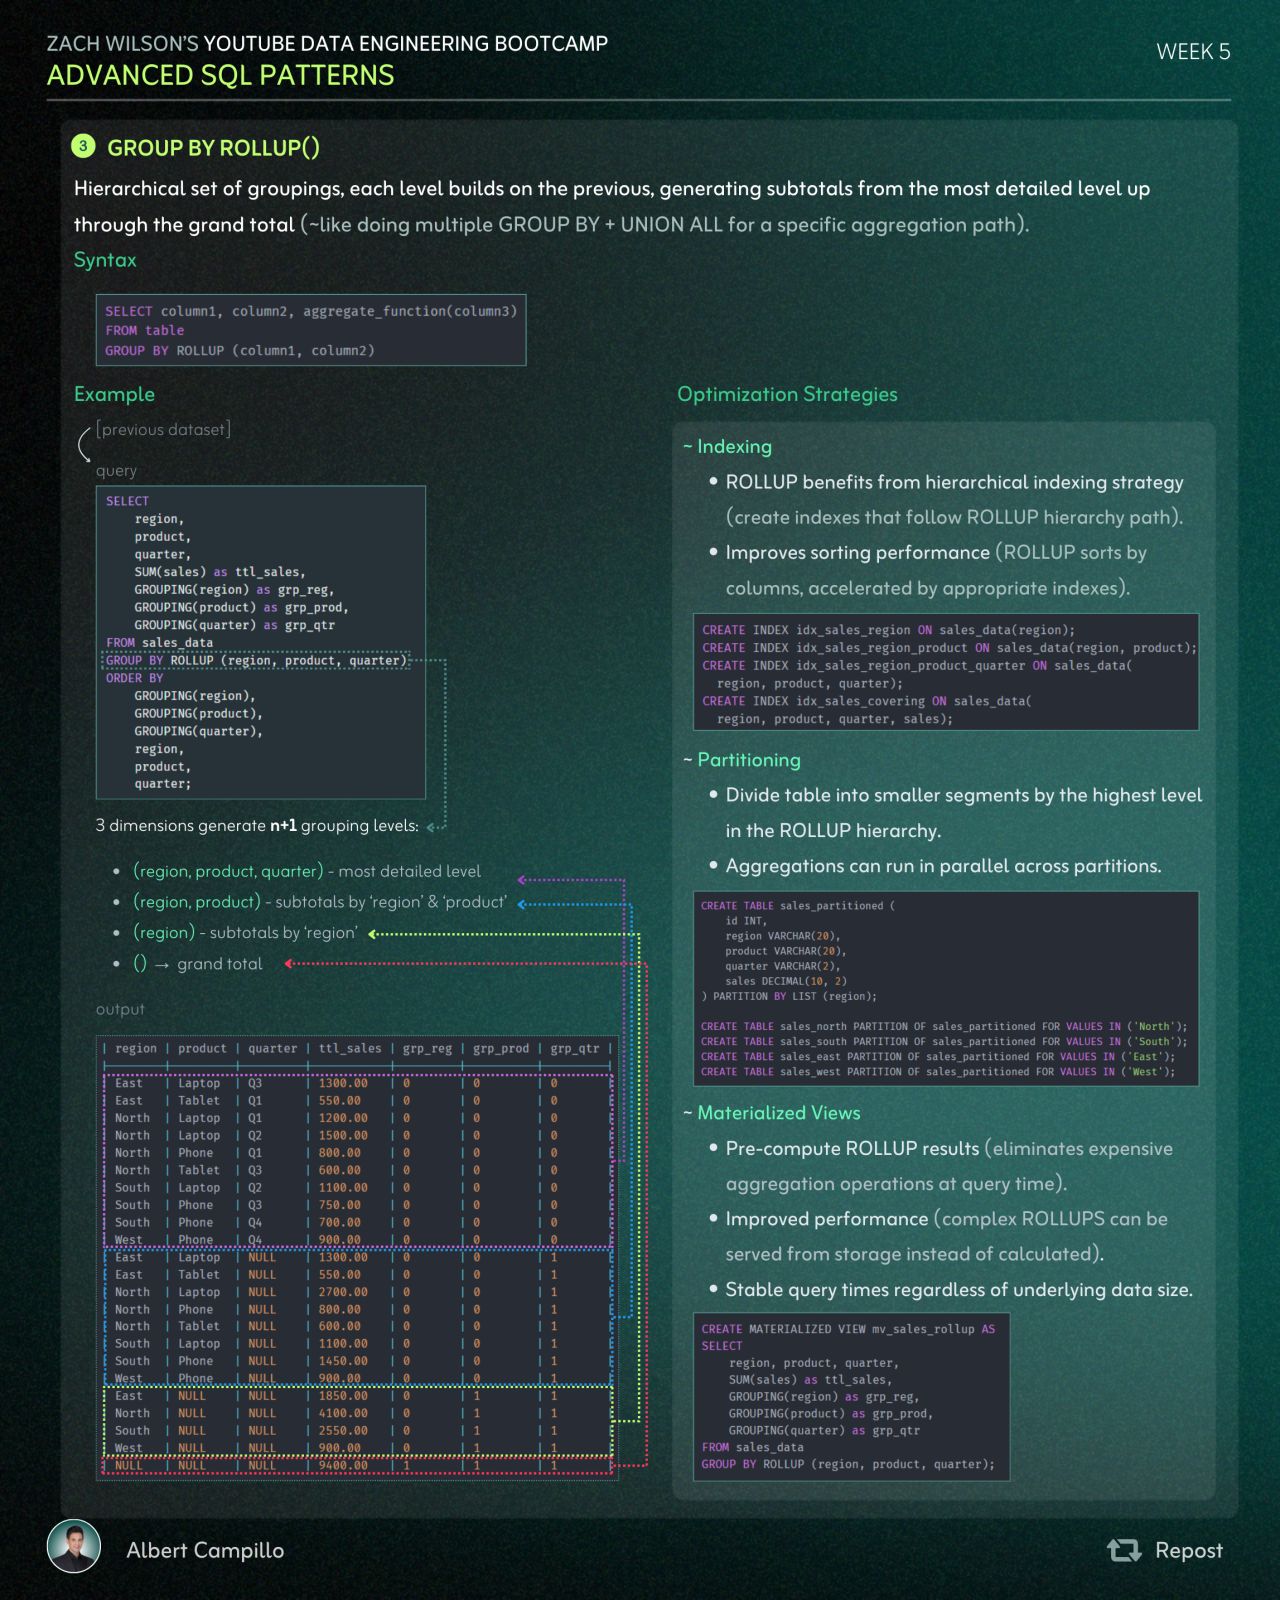 ZACH WILSON'S YOUTUBE DATA ENGINEERING BOOTCAMP
ADVANCED SQL PATTERNS
WEEK 5
3 GROUP BY ROLLUP()
Hierarchical set of groupings, each level builds on the previous, generating subtotals from the most detailed level up
through the grand total (~like doing multiple GROUP BY + UNION ALL for a specific aggregation path).
Syntax
SELECT column1, column2, aggregate_function(column3)
FROM table
GROUP BY ROLLUP (column1, column2)
Example
[previous dataset]
query
SELECT
region,
product,
quarter,
SUM(sales) as ttl_sales,
GROUPING(region) as grp_reg,
GROUPING(product) as grp_prod,
GROUPING(quarter) as grp_qtr
FROM sales_data
GROUP BY ROLLUP (region, product, quarter)
ORDER BY
GROUPING(region),
GROUPING(product),
GROUPING(quarter),
region,
product,
quarter;
3 dimensions generate n+1 grouping levels:
• (region, product, quarter) - most detailed level
• (region, product) - subtotals by 'region' & 'product'
• (region) - subtotals by 'region'
• () → grand total
output
| region | product | quarter | ttl_sales | grp_reg | grp_prod | grp_qtr |
East | Laptop | Q3 | 1300.00 | 0 | 0 | 0
East | Tablet | Q1 | 550.00 | 0 | 0 | 0
North | Laptop | Q1 | 1200.00 | 0 | 0 | 0
North | Laptop | Q2 | 1500.00 | 0 | 0 | 0
North | Phone | Q1 | 800.00 | 0 | 0 | 0
North | Tablet | Q3 | 600.00 | 0 | 0 | 0
South | Laptop | Q2 | 1100.00 | 0 | 0 | 0
South | Phone | Q3 | 750.00 | 0 | 0 | 0
South | Phone | Q4 | 700.00 | 0 | 0 | 0
West | Phone | Q4 | 900.00 | 0 | 0 | 0
East | Laptop | NULL | 1300.00 | 0 | 0 | 1
East | Tablet | NULL | 550.00 | 0 | 0 | 1
North | Laptop | NULL | 2700.00 | 0 | 0 | 1
North | Phone | NULL | 800.00 | 0 | 0 | 1
North | Tablet | NULL | 600.00 | 0 | 0 | 1
South | Laptop | NULL | 1100.00 | 0 | 0 | 1
South | Phone | NULL | 1450.00 | 0 | 0 | 1
West | Phone | NULL | 900.00 | 0 | 0 | 1
East | NULL | NULL | 1850.00 | 0 | 1 | 1
North | NULL | NULL | 4100.00 | 0 | 1 | 1
South | NULL | NULL | 2550.00 | 0 | 1 | 1
West | NULL | NULL | 900.00 | 0 | 1 | 1
NULL | NULL | NULL | 9400.00 | 1 | 1 | 1
Optimization Strategies
~ Indexing
• ROLLUP benefits from hierarchical indexing strategy
(create indexes that follow ROLLUP hierarchy path).
• Improves sorting performance (ROLLUP sorts by
columns, accelerated by appropriate indexes).
CREATE INDEX idx_sales_region ON sales_data(region);
CREATE INDEX idx_sales_region_product ON sales_data(region, product);
CREATE INDEX idx_sales_region_product_quarter ON sales_data(
region, product, quarter);
CREATE INDEX idx_sales_covering ON sales_data(
region, product, quarter, sales);
~ Partitioning
• Divide table into smaller segments by the highest level
in the ROLLUP hierarchy.
• Aggregations can run in parallel across partitions.
CREATE TABLE sales_partitioned (
id INT,
region VARCHAR(20),
product VARCHAR(20),
quarter VARCHAR(2),
sales DECIMAL(10, 2)
) PARTITION BY LIST (region);
CREATE TABLE sales_north PARTITION OF sales_partitioned FOR VALUES IN ('North');
CREATE TABLE sales_south PARTITION OF sales_partitioned FOR VALUES IN ('South');
CREATE TABLE sales_east PARTITION OF sales_partitioned FOR VALUES IN ('East');
CREATE TABLE sales_west PARTITION OF sales_partitioned FOR VALUES IN ('West');
~ Materialized Views
• Pre-compute ROLLUP results (eliminates expensive
aggregation operations at query time).
• Improved performance (complex ROLLUPS can be
served from storage instead of calculated).
• Stable query times regardless of underlying data size.
CREATE MATERIALIZED VIEW mv_sales_rollup AS
SELECT
region, product, quarter,
SUM(sales) as ttl_sales,
GROUPING(region) as grp_reg,
GROUPING(product) as grp_prod,
GROUPING(quarter) as grp_qtr
FROM sales_data
GROUP BY ROLLUP (region, product, quarter);
Albert Campillo
Repost